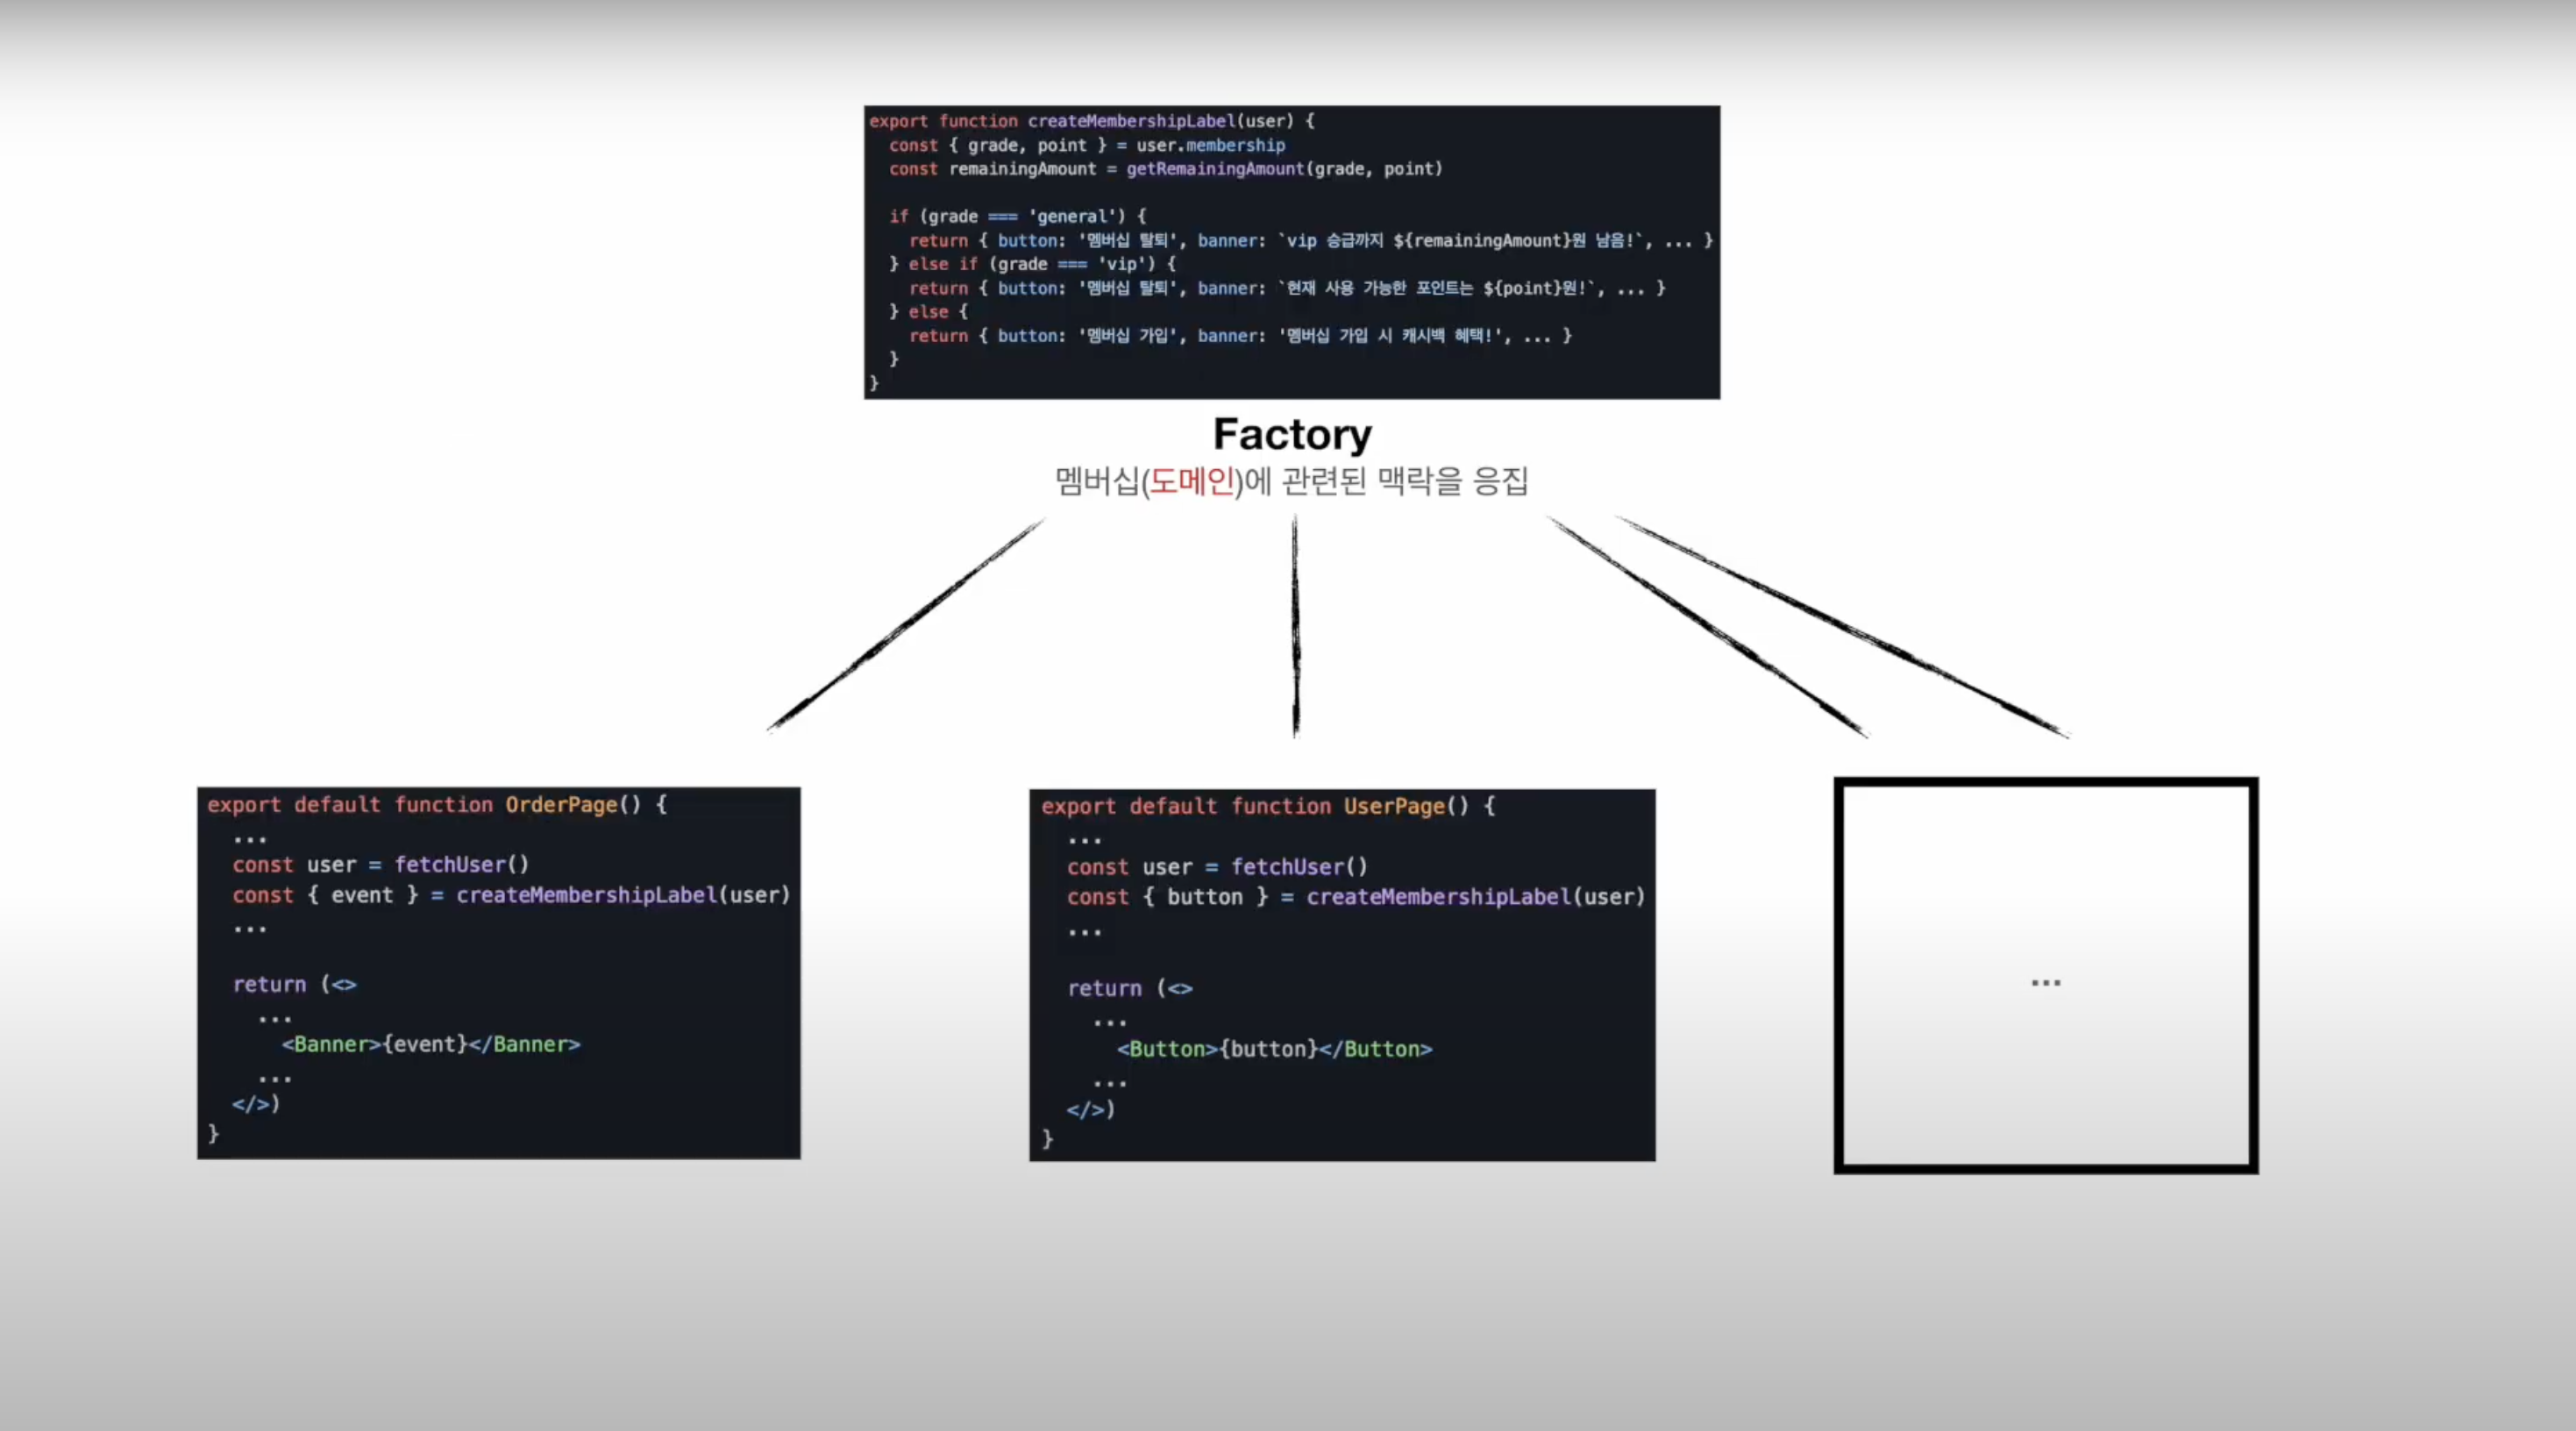 export function createMembershipLabel(user) {
const { grade, point } = user.membership
const remainingAmount = getRemainingAmount(grade, point)
if (grade === 'general') {
return { button: '멤버십 탈퇴', banner: `vip 승급까지 ${remainingAmount}원 남음!`, ... }
} else if (grade === 'vip') {
return { button: '멤버십 탈퇴', banner: `현재 사용 가능한 포인트는 ${point}원!`, ... }
} else {
return { button: '멤버십 가입', banner: '멤버십 가입 시 캐시백 혜택!', ... }
}
}
Factory
멤버십(도메인)에 관련된 맥락을 응집
export default function OrderPage() {
...
const user = fetchUser()
const { event } = createMembershipLabel(user)
...
return (<>
...
<Banner>{event}</Banner>
...
</>)
}
export default function UserPage() {
...
const user = fetchUser()
const { button } = createMembershipLabel(user)
...
return (<>
...
<Button>{button}</Button>
...
</>)
}
...